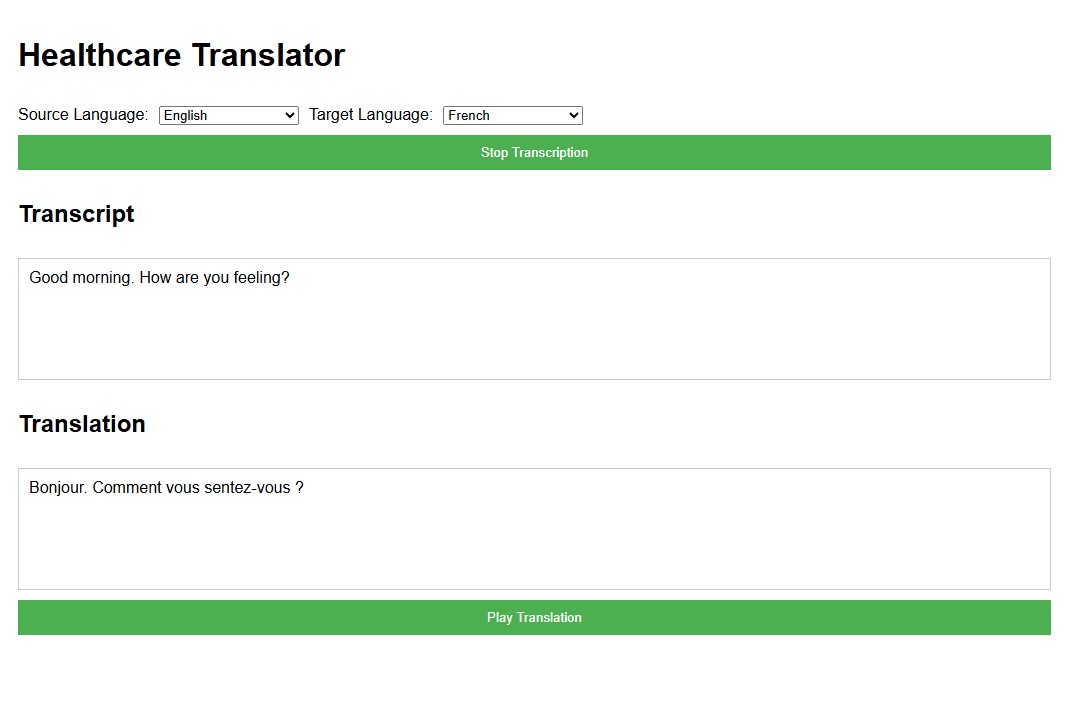 Healthcare Translator
Source Language: English Target Language: French
Stop Transcription
Transcript
Good morning. How are you feeling?
Translation
Bonjour. Comment vous sentez-vous ?
Play Translation